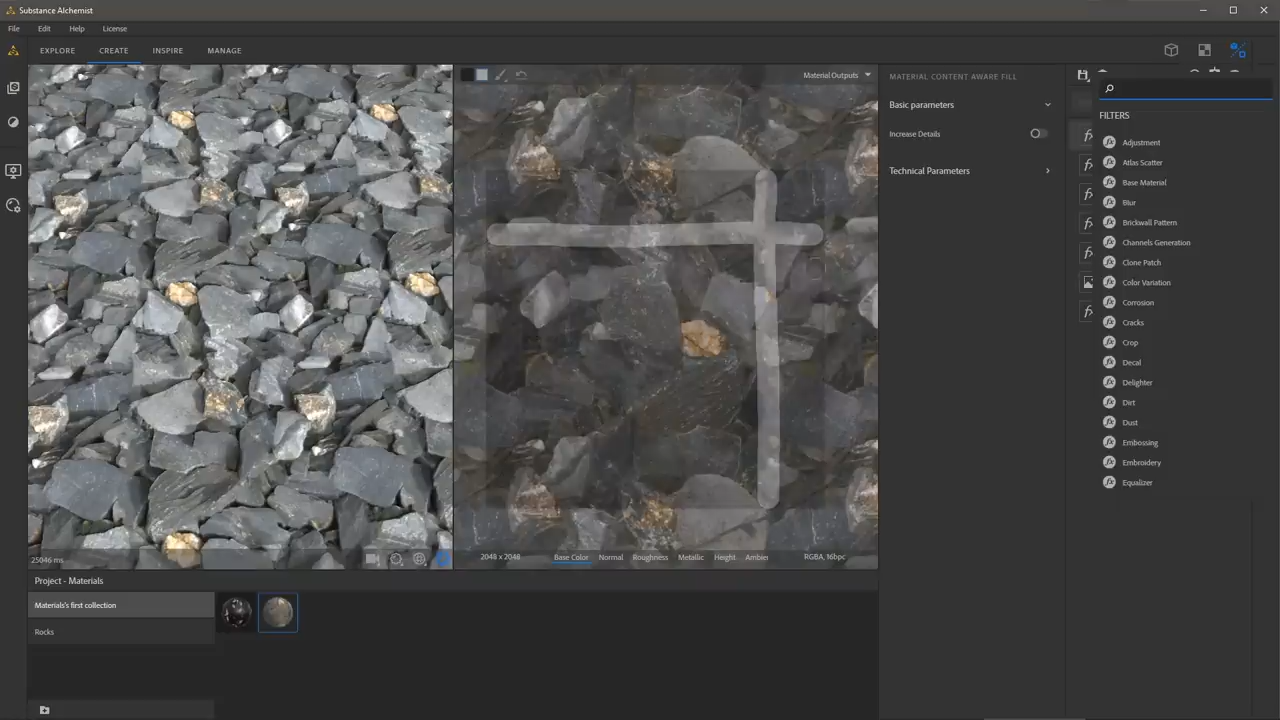 Substance Alchemist
File Edit Help License
EXPLORE CREATE INSPIRE MANAGE
Material Outputs
MATERIAL CONTENT AWARE FILL
Basic parameters
Increase Details
Technical Parameters
FILTERS
Adjustment
Atlas Scatter
Base Material
Blur
Brickwall Pattern
Channels Generation
Clone Patch
Color Variation
Corrosion
Cracks
Crop
Decal
Delighter
Dirt
Dust
Embossing
Embroidery
Equalizer
25046 ms
2048 x 2048 Base Color Normal Roughness Metallic Height Ambien RGBA, 16bpc
Project - Materials
Materials's first collection
Rocks